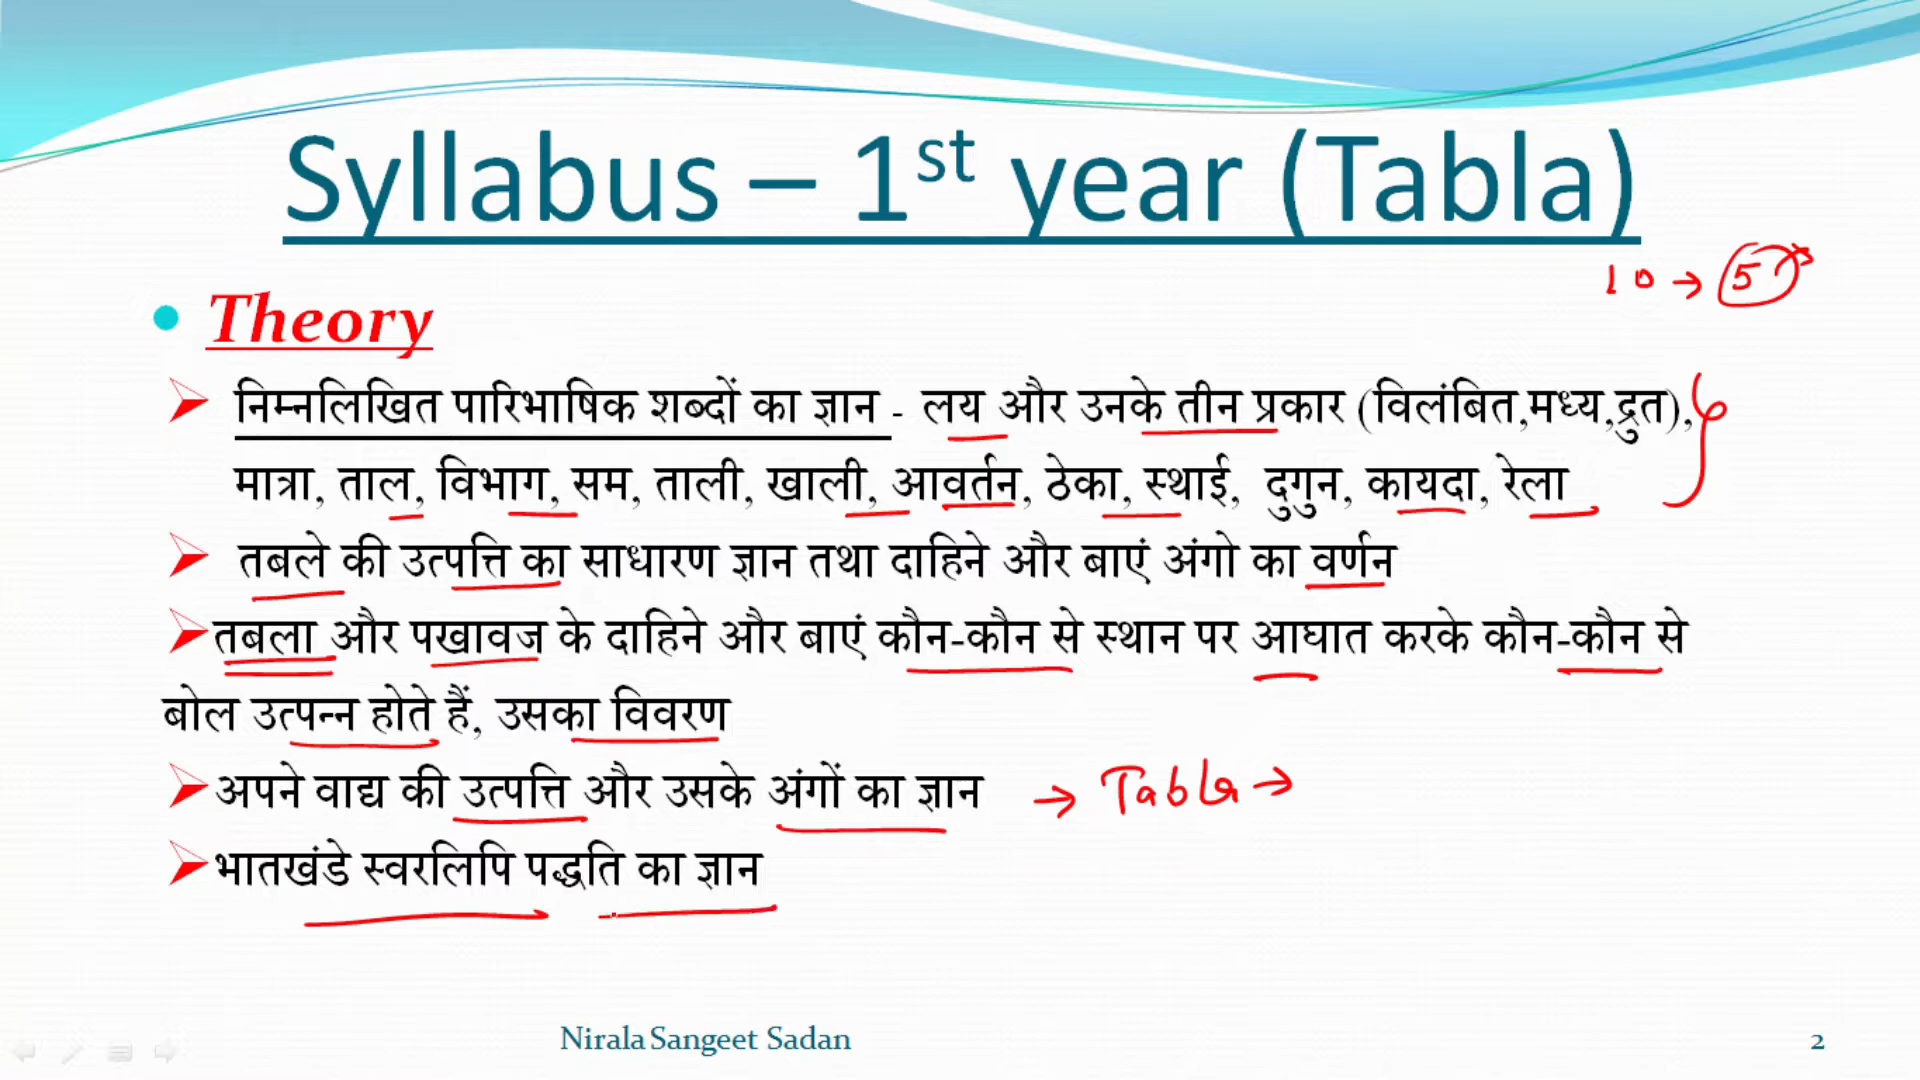 Syllabus – 1st year (Tabla)
10 → 5
Theory
निम्नलिखित पारिभाषिक शब्दों का ज्ञान - लय और उनके तीन प्रकार (विलंबित,मध्य,द्रुत),
मात्रा, ताल, विभाग, सम, ताली, खाली, आवर्तन, ठेका, स्थाई, दुगुन, कायदा, रेला
तबले की उत्पत्ति का साधारण ज्ञान तथा दाहिने और बाएं अंगो का वर्णन
तबला और पखावज के दाहिने और बाएं कौन-कौन से स्थान पर आघात करके कौन-कौन से
बोल उत्पन्न होते हैं, उसका विवरण
अपने वाद्य की उत्पत्ति और उसके अंगों का ज्ञान → Tabla →
भातखंडे स्वरलिपि पद्धति का ज्ञान
Nirala Sangeet Sadan 2